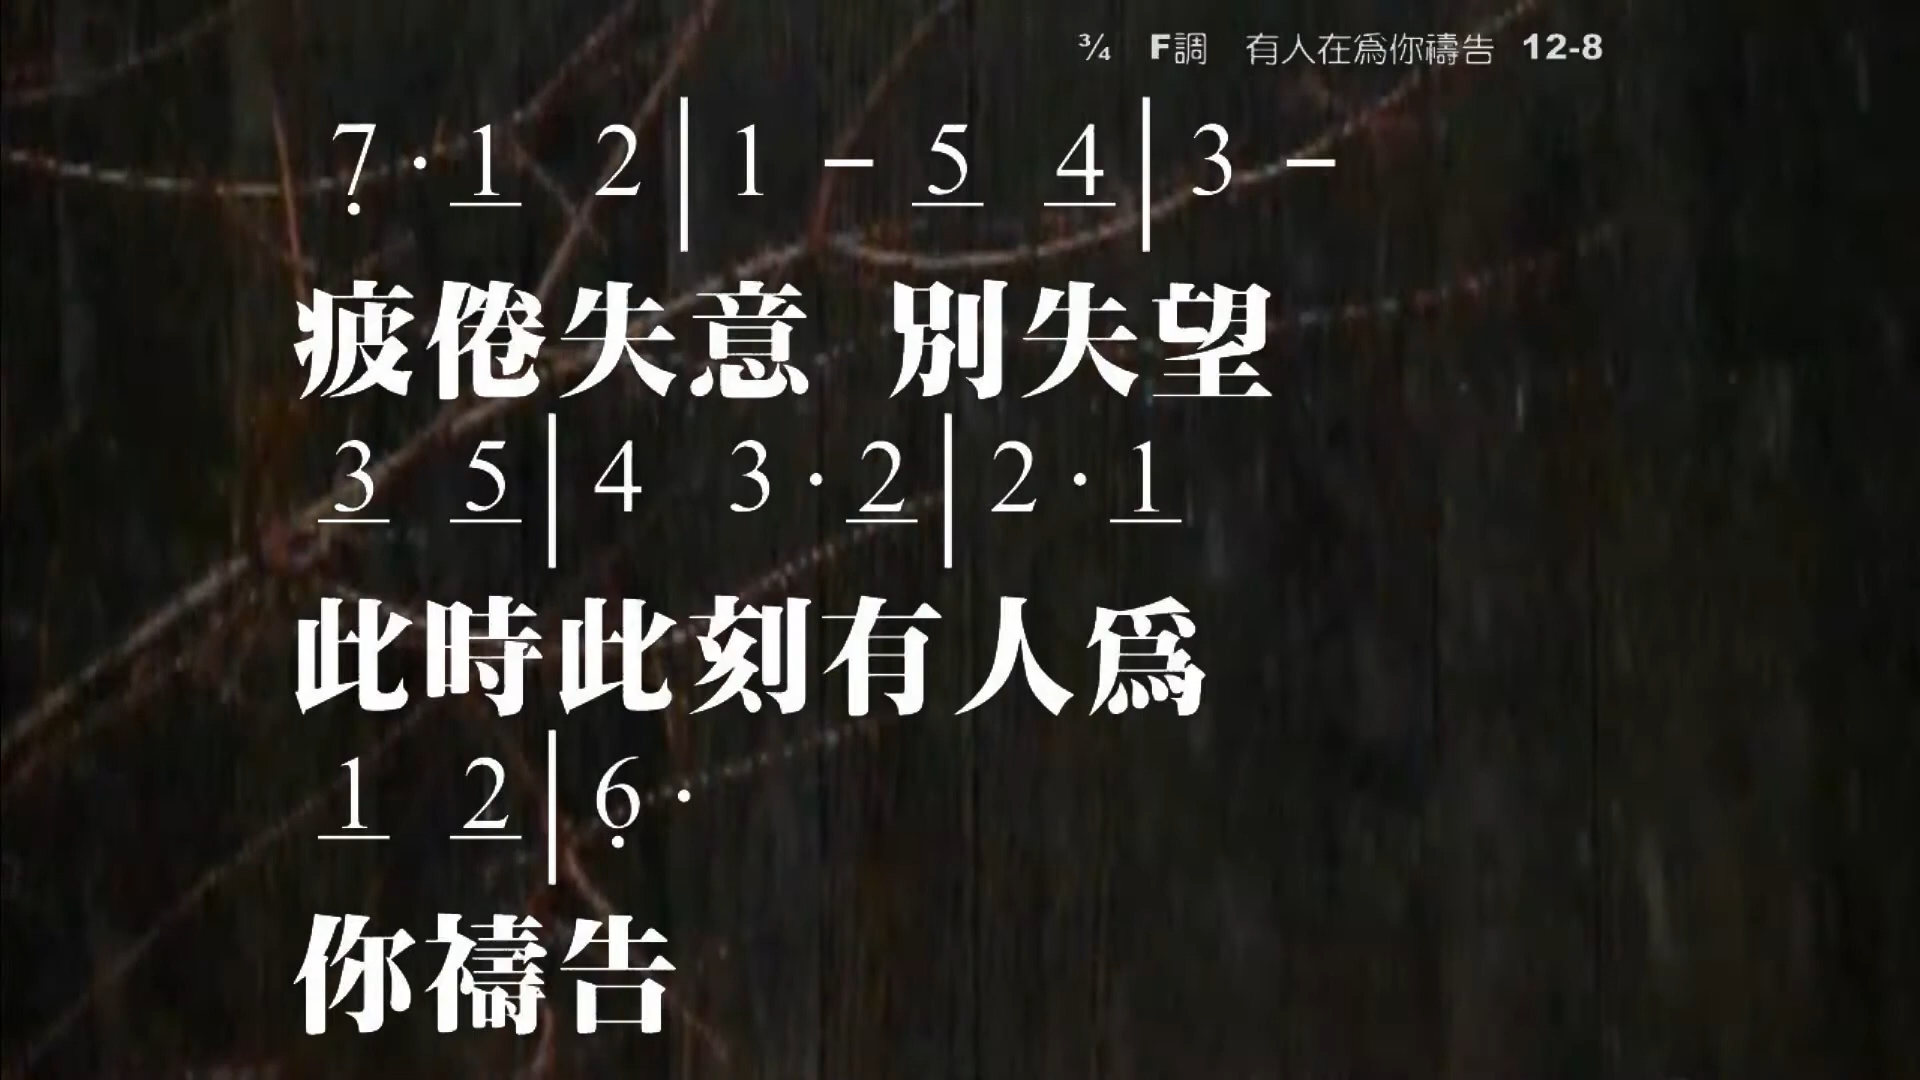 ¾ F調 有人在為你禱告 12-8
7̣ · 1̲ 2 | 1 – 5̲ 4̲ | 3 –
疲倦失意 別失望
3̲ 5̲ | 4 3 · 2̲ | 2 · 1̲
此時此刻有人為
1̲ 2̲ | 6̣ ·
你禱告